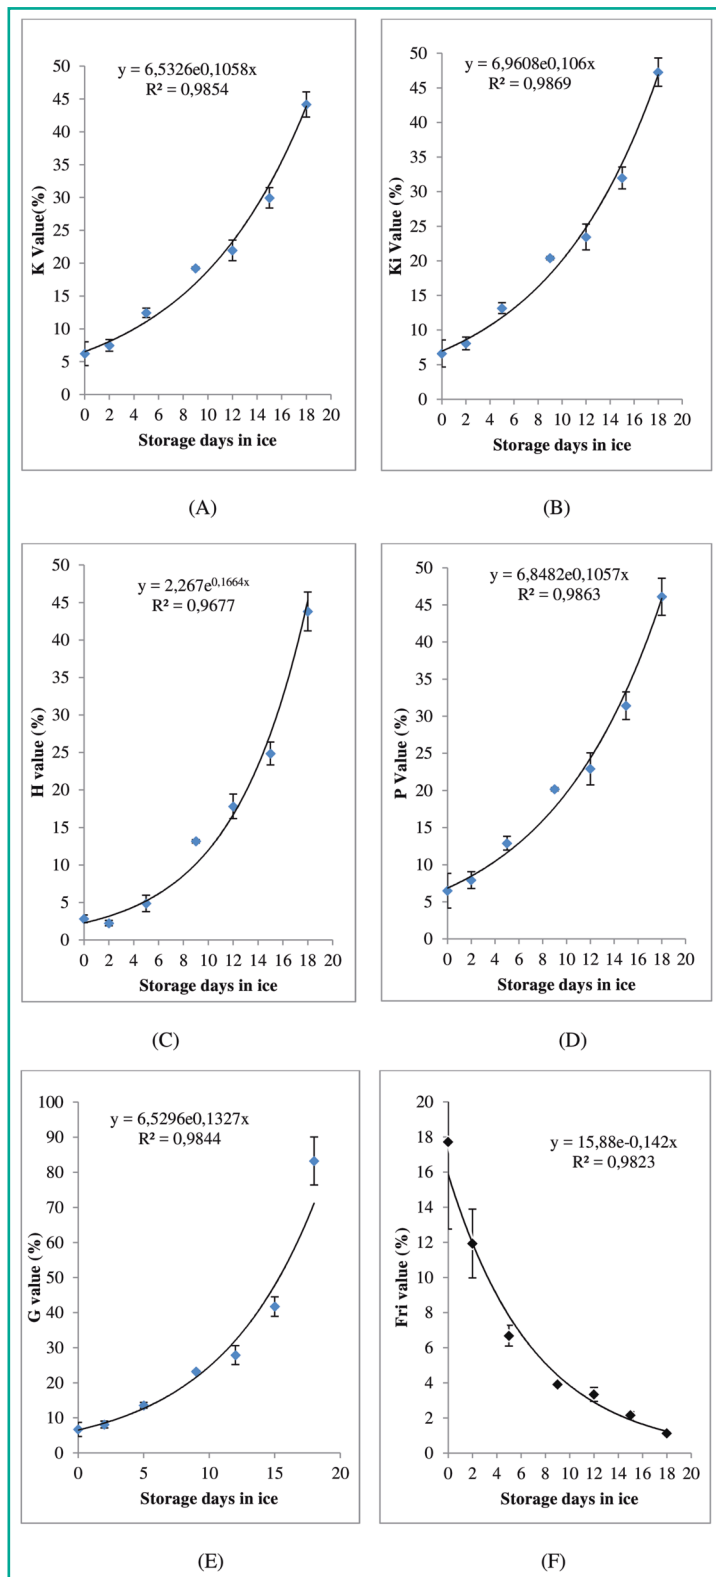 y = 6,5326e0,1058x
R² = 0,9854
K Value(%)
50
45
40
35
30
25
20
15
10
5
0
0 2 4 6 8 10 12 14 16 18 20
Storage days in ice
(A)
y = 6,9608e0,106x
R² = 0,9869
Ki Value (%)
50
45
40
35
30
25
20
15
10
5
0
0 2 4 6 8 10 12 14 16 18 20
Storage days in ice
(B)
y = 2,267e^0,1664x
R² = 0,9677
H value (%)
50
45
40
35
30
25
20
15
10
5
0
0 2 4 6 8 10 12 14 16 18 20
Storage days in ice
(C)
y = 6,8482e0,1057x
R² = 0,9863
P Value (%)
50
45
40
35
30
25
20
15
10
5
0
0 2 4 6 8 10 12 14 16 18 20
Storage days in ice
(D)
y = 6,5296e0,1327x
R² = 0,9844
G value (%)
100
90
80
70
60
50
40
30
20
10
0
0 5 10 15 20
Storage days in ice
(E)
y = 15,88e-0,142x
R² = 0,9823
Fri value (%)
20
18
16
14
12
10
8
6
4
2
0
0 2 4 6 8 10 12 14 16 18 20
Storage days in ice
(F)